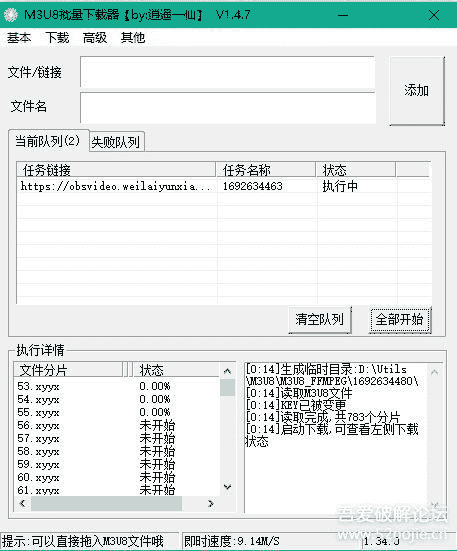 M3U8批量下载器【by:逍遥一仙】 V1.4.7
基本 下载 高级 其他
文件/链接
添加
文件名
当前队列(2) 失败队列
任务链接 任务名称 状态
https://obsvideo.weilaiyunxia... 1692634463 执行中
清空队列 全部开始
执行详情
文件分片 状态
53.xyyx 0.00%
54.xyyx 0.00%
55.xyyx 0.00%
56.xyyx 未开始
57.xyyx 未开始
58.xyyx 未开始
59.xyyx 未开始
60.xyyx 未开始
61.xyyx 未开始
[0:14]生成临时目录:D:\Utils
\M3U8\M3U8_FFMPEG\1692634480\
[0:14]读取M3U8文件
[0:14]KEY已被变更
[0:14]读取完成,共783个分片
[0:14]启动下载,可查看左侧下载
状态
吾爱破解论坛
www.52pojie.cn
提示:可以直接拖入M3U8文件哦 即时速度:9.14M/S 1.34.3